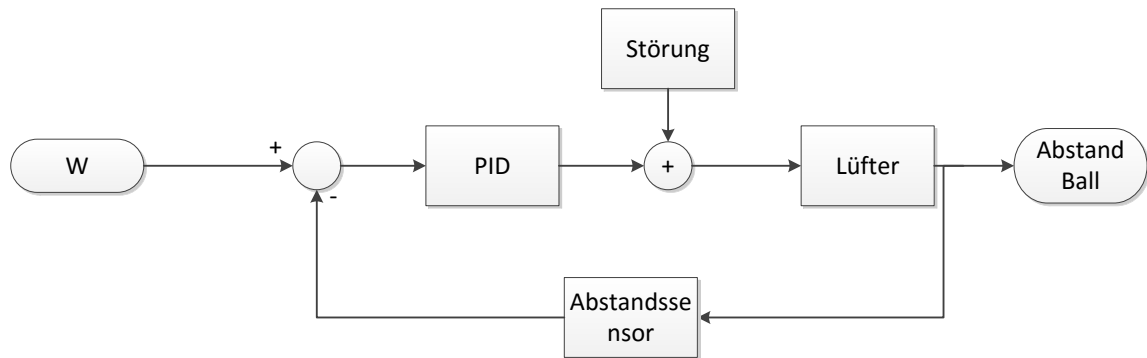 Störung
W
+
-
PID
+
Lüfter
Abstand
Ball
Abstandsse
nsor